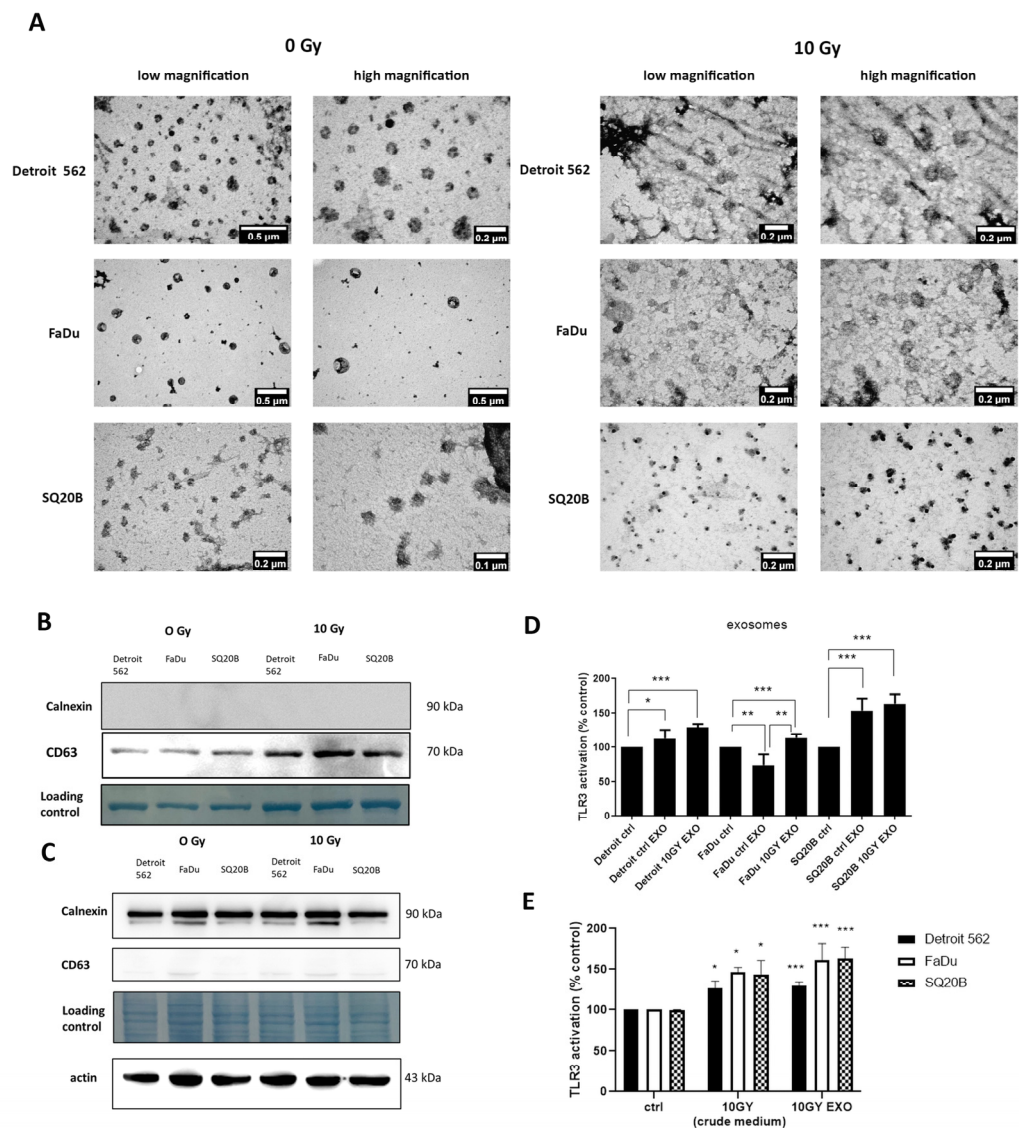 A
0 Gy
10 Gy
low magnification
high magnification
low magnification
high magnification
Detroit 562
0.5 µm
0.2 µm
Detroit 562
0.2 µm
0.2 µm
FaDu
0.5 µm
0.5 µm
FaDu
0.2 µm
0.2 µm
SQ20B
0.2 µm
0.1 µm
SQ20B
0.2 µm
0.2 µm
B
O Gy
10 Gy
Detroit 562
FaDu
SQ20B
Detroit 562
FaDu
SQ20B
Calnexin
90 kDa
CD63
70 kDa
Loading control
C
O Gy
10 Gy
Detroit 562
FaDu
SQ20B
Detroit 562
FaDu
SQ20B
Calnexin
90 kDa
CD63
70 kDa
Loading control
actin
43 kDa
D
exosomes
TLR3 activation (% control)
200
150
100
50
0
*
***
**
***
**
***
***
Detroit ctrl
Detroit ctrl EXO
Detroit 10GY EXO
FaDu ctrl
FaDu ctrl EXO
FaDu 10GY EXO
SQ20B ctrl
SQ20B ctrl EXO
SQ20B 10GY EXO
E
TLR3 activation (% control)
200
150
100
50
0
* * *
*** *** ***
ctrl
10GY
(crude medium)
10GY EXO
Detroit 562
FaDu
SQ20B